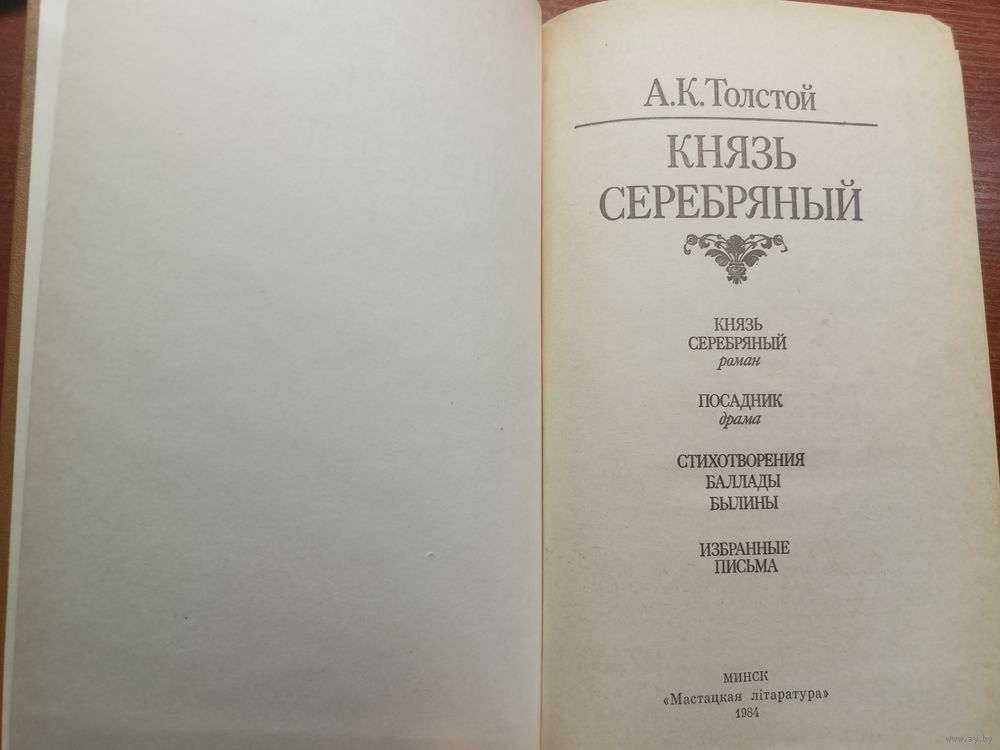 А.К.Толстой
КНЯЗЬ
СЕРЕБРЯНЫЙ
КНЯЗЬ
СЕРЕБРЯНЫЙ
роман
ПОСАДНИК
драма
СТИХОТВОРЕНИЯ
БАЛЛАДЫ
БЫЛИНЫ
ИЗБРАННЫЕ
ПИСЬМА
МИНСК
«Мастацкая літаратура»
1984
www.ay.by